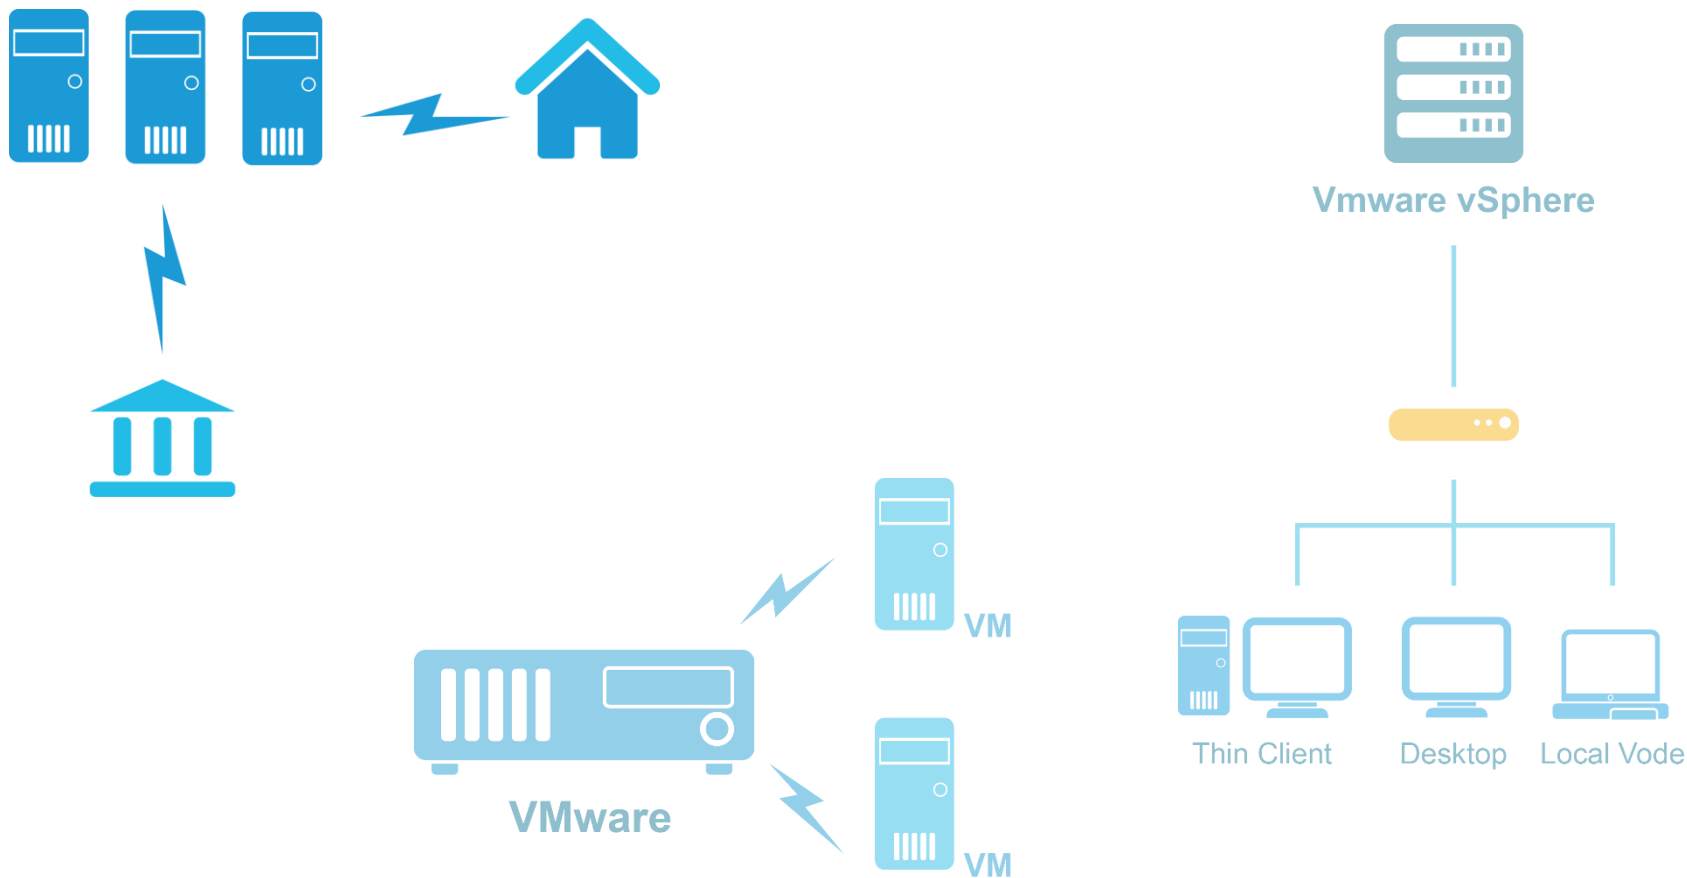 Vmware vSphere
VM
Thin Client
Desktop
Local Vode
VMware
VM